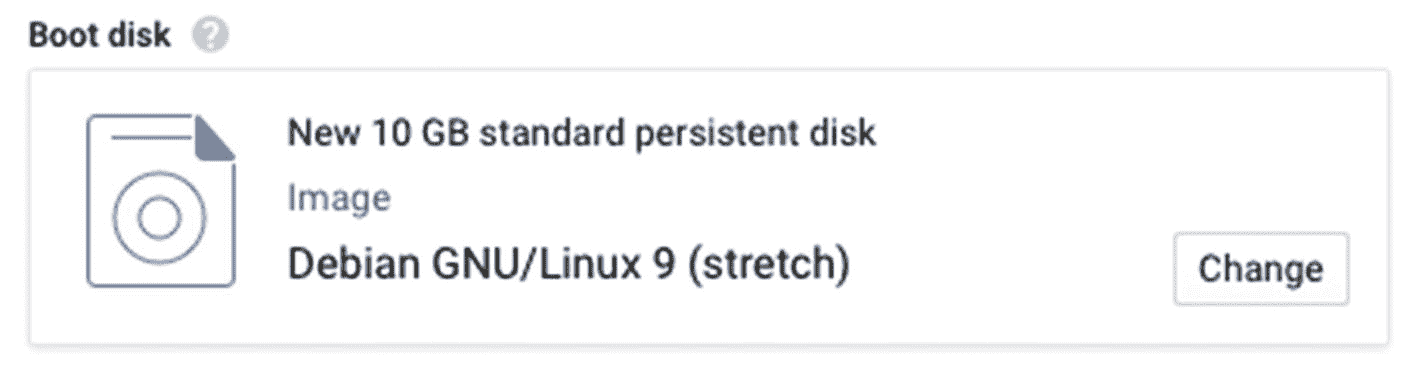 Boot disk ?
New 10 GB standard persistent disk
Image
Debian GNU/Linux 9 (stretch)
Change